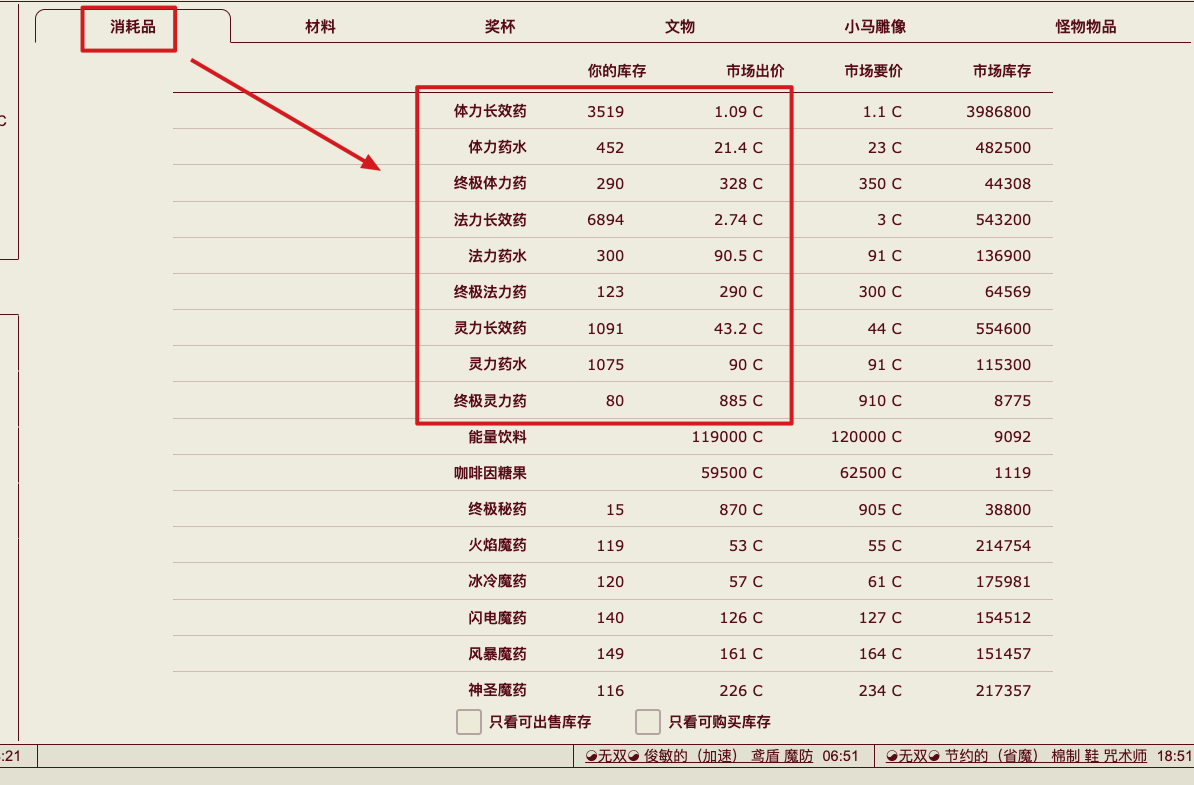 消耗品 材料 奖杯 文物 小马雕像 怪物物品
你的库存 市场出价 市场要价 市场库存
体力长效药 3519 1.09 C 1.1 C 3986800
C
体力药水 452 21.4 C 23 C 482500
终极体力药 290 328 C 350 C 44308
法力长效药 6894 2.74 C 3 C 543200
法力药水 300 90.5 C 91 C 136900
终极法力药 123 290 C 300 C 64569
灵力长效药 1091 43.2 C 44 C 554600
灵力药水 1075 90 C 91 C 115300
终极灵力药 80 885 C 910 C 8775
能量饮料 119000 C 120000 C 9092
咖啡因糖果 59500 C 62500 C 1119
终极秘药 15 870 C 905 C 38800
火焰魔药 119 53 C 55 C 214754
冰冷魔药 120 57 C 61 C 175981
闪电魔药 140 126 C 127 C 154512
风暴魔药 149 161 C 164 C 151457
神圣魔药 116 226 C 234 C 217357
只看可出售库存 只看可购买库存
:21 ☯无双☯ 俊敏的（加速） 鸢盾 魔防 06:51 ☯无双☯ 节约的（省魔） 棉制 鞋 咒术师 18:51